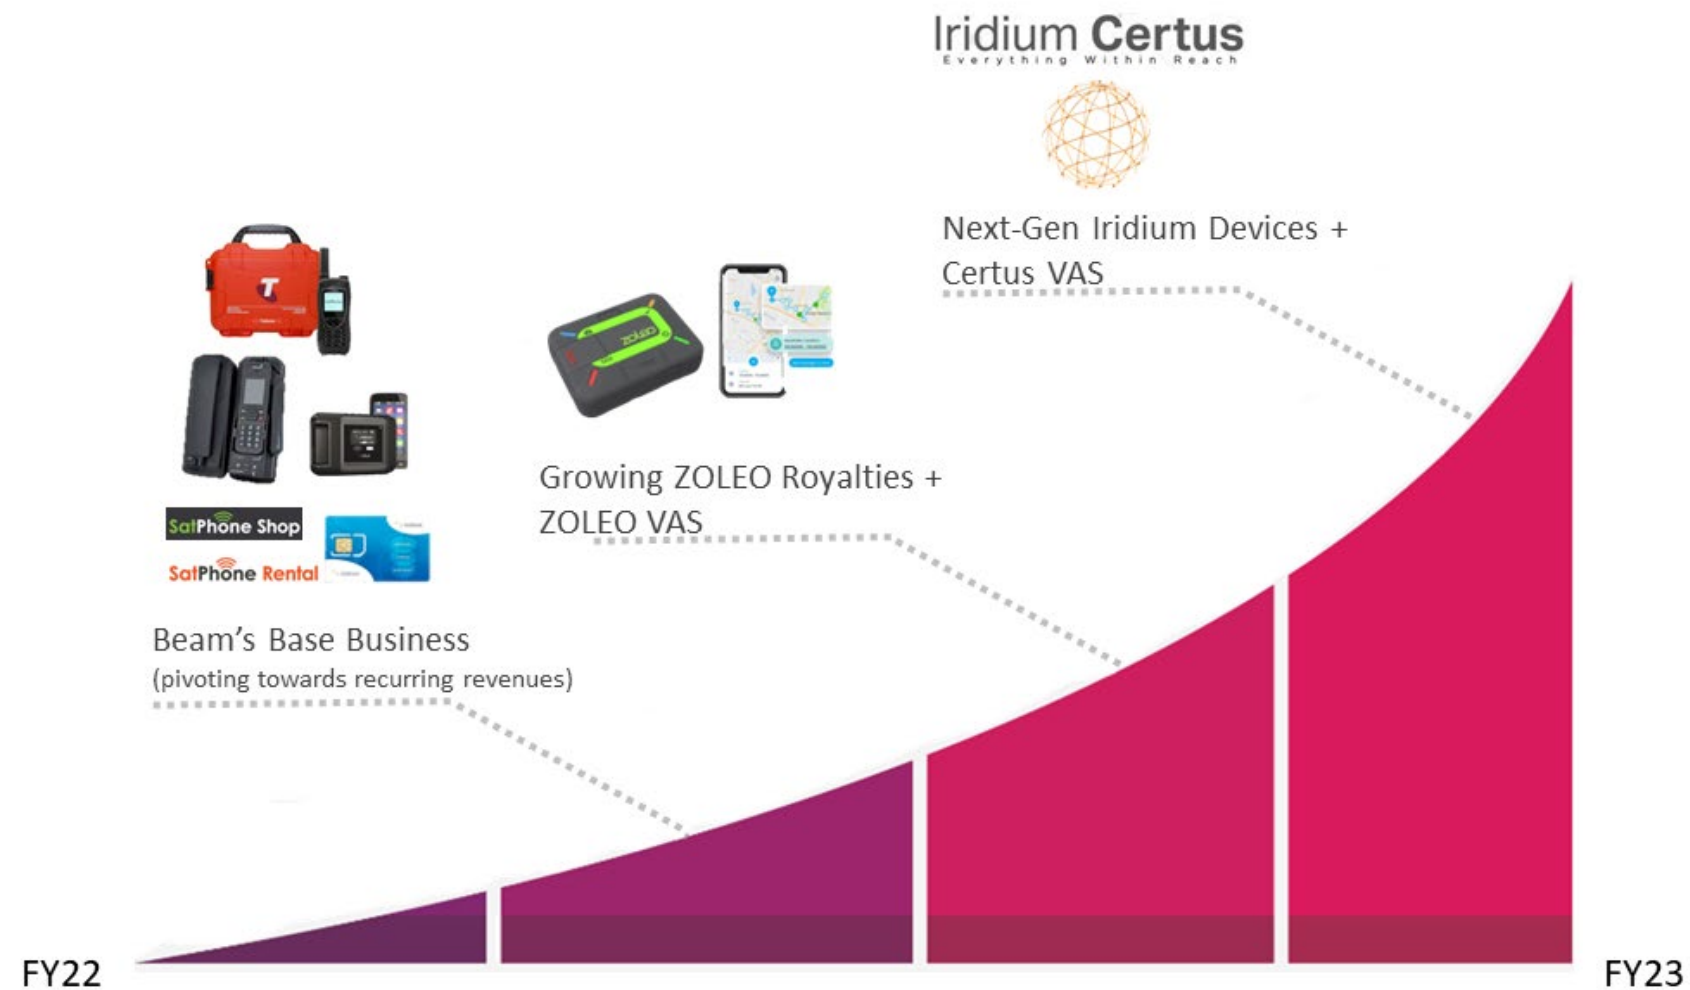 Iridium Certus
Everything Within Reach
Next-Gen Iridium Devices +
Certus VAS
T
zoleo
Growing ZOLEO Royalties +
ZOLEO VAS
SatPhone Shop
SatPhone Rental
Beam’s Base Business
(pivoting towards recurring revenues)
FY22
FY23